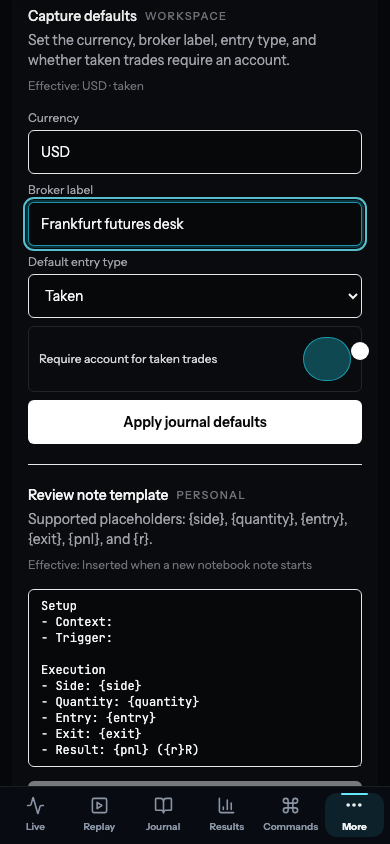 Capture defaults WORKSPACE
Set the currency, broker label, entry type, and
whether taken trades require an account.
Effective: USD · taken
Currency
USD
Broker label
Frankfurt futures desk
Default entry type
Taken
Require account for taken trades
Apply journal defaults
Review note template PERSONAL
Supported placeholders: {side}, {quantity}, {entry},
{exit}, {pnl}, and {r}.
Effective: Inserted when a new notebook note starts
Setup
- Context:
- Trigger:
Execution
- Side: {side}
- Quantity: {quantity}
- Entry: {entry}
- Exit: {exit}
- Result: {pnl} ({r}R)
Live Replay Journal Results Commands More